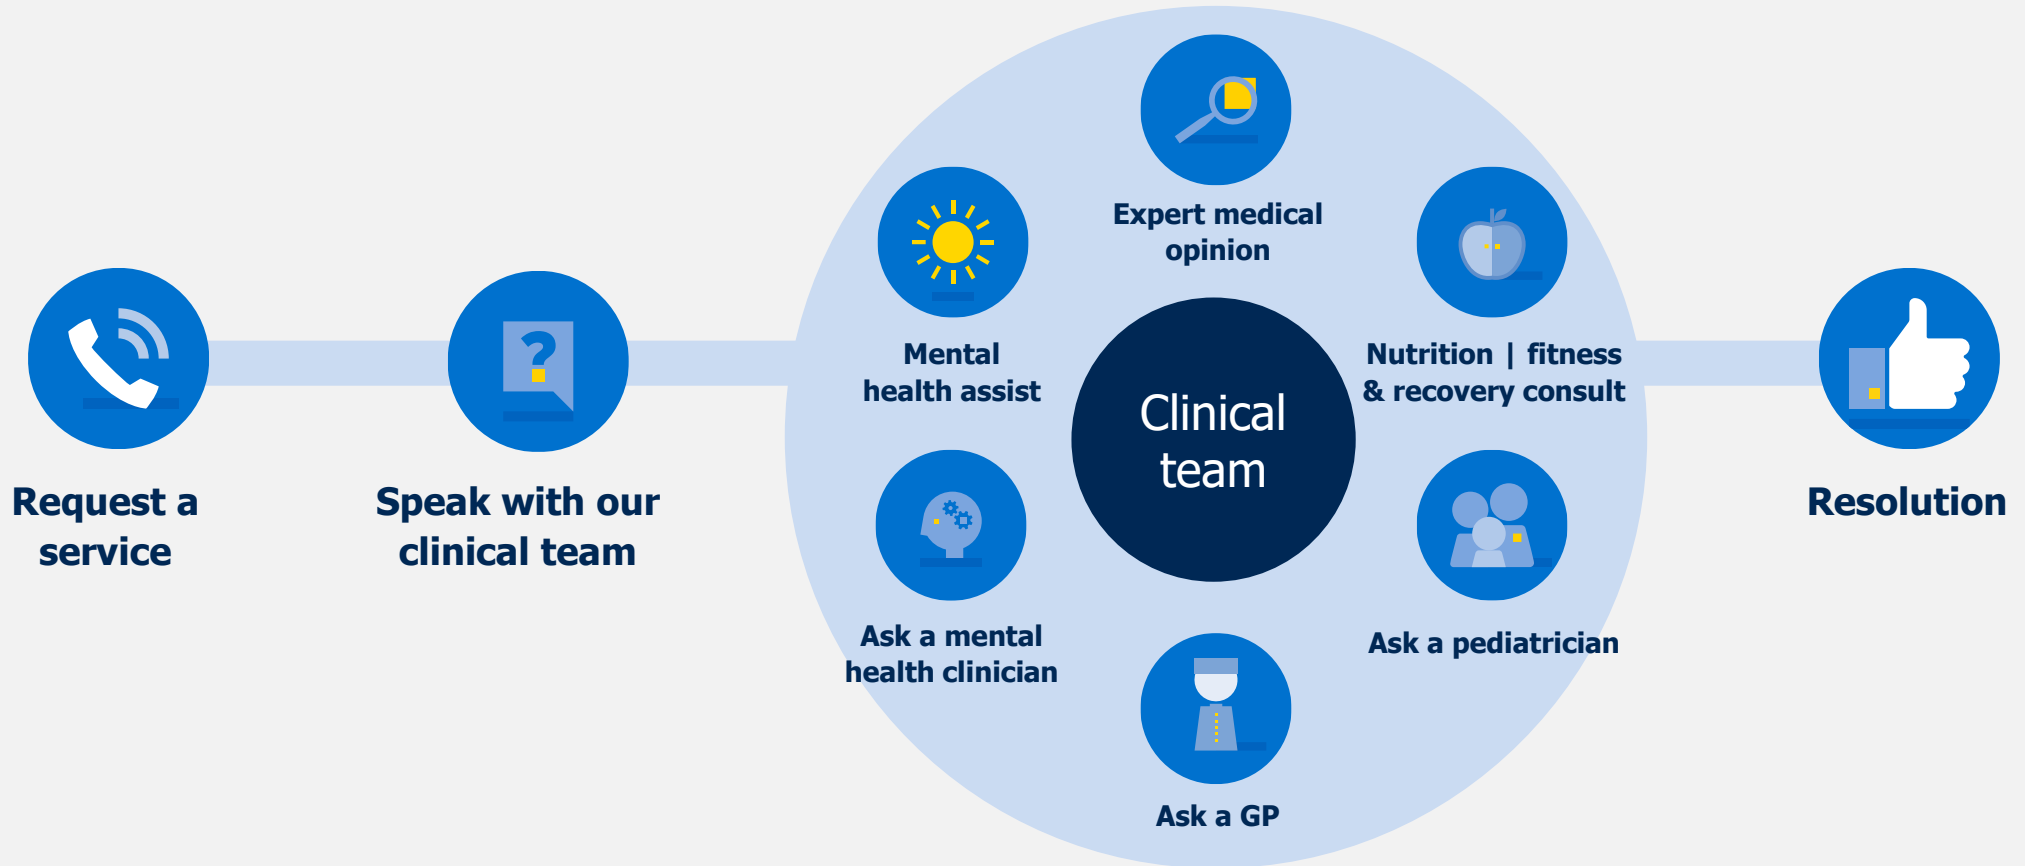 Request a
service
Speak with our
clinical team
Expert medical
opinion
Mental
health assist
Nutrition | fitness
& recovery consult
Clinical
team
Ask a mental
health clinician
Ask a pediatrician
Ask a GP
Resolution
?